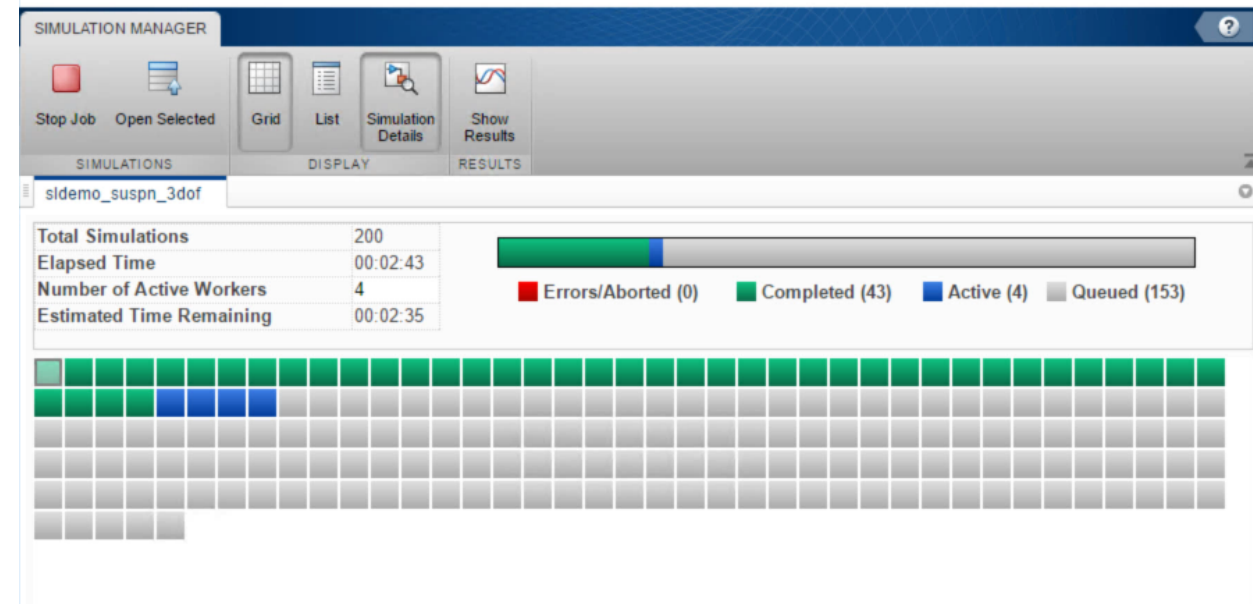 SIMULATION MANAGER
?
Stop Job Open Selected Grid List Simulation Details Show Results
SIMULATIONS DISPLAY RESULTS
sldemo_suspn_3dof
Total Simulations 200
Elapsed Time 00:02:43
Number of Active Workers 4
Estimated Time Remaining 00:02:35
Errors/Aborted (0) Completed (43) Active (4) Queued (153)